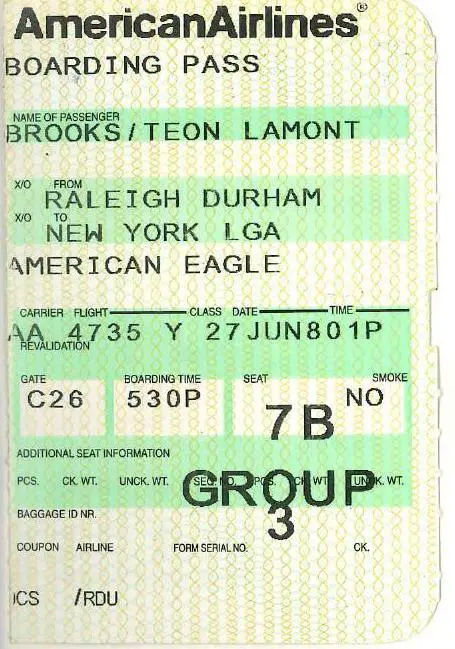 AmericanAirlines®
BOARDING PASS
NAME OF PASSENGER
BROOKS/TEON LAMONT
X/O FROM
RALEIGH DURHAM
X/O TO
NEW YORK LGA
AMERICAN EAGLE
CARRIER FLIGHT CLASS DATE TIME
AA 4735 Y 27JUN801P
REVALIDATION
GATE BOARDING TIME SEAT SMOKE
C26 530P 7B NO
ADDITIONAL SEAT INFORMATION
PCS. CK. WT. UNCK. WT. SEQ. NO. PCS. CK. WT. UNCK. WT.
GROUP
3
BAGGAGE ID NR.
COUPON AIRLINE FORM SERIAL NO. CK.
ICS /RDU